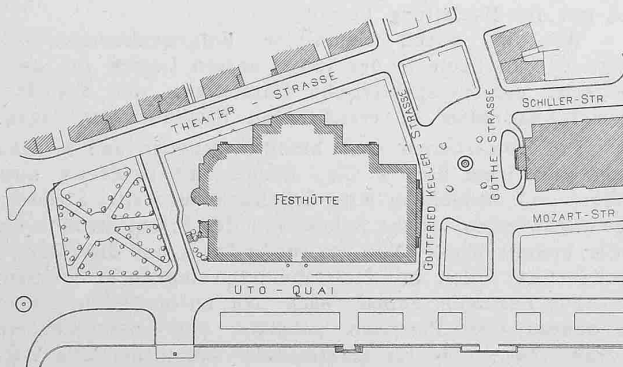 THEATER - STRASSE
SCHILLER-STR.
GÖTHE-STRASSE
GOTTFRIED KELLER-STRASSE
FESTHÜTTE
MOZART-STR.
UTO-QUAI